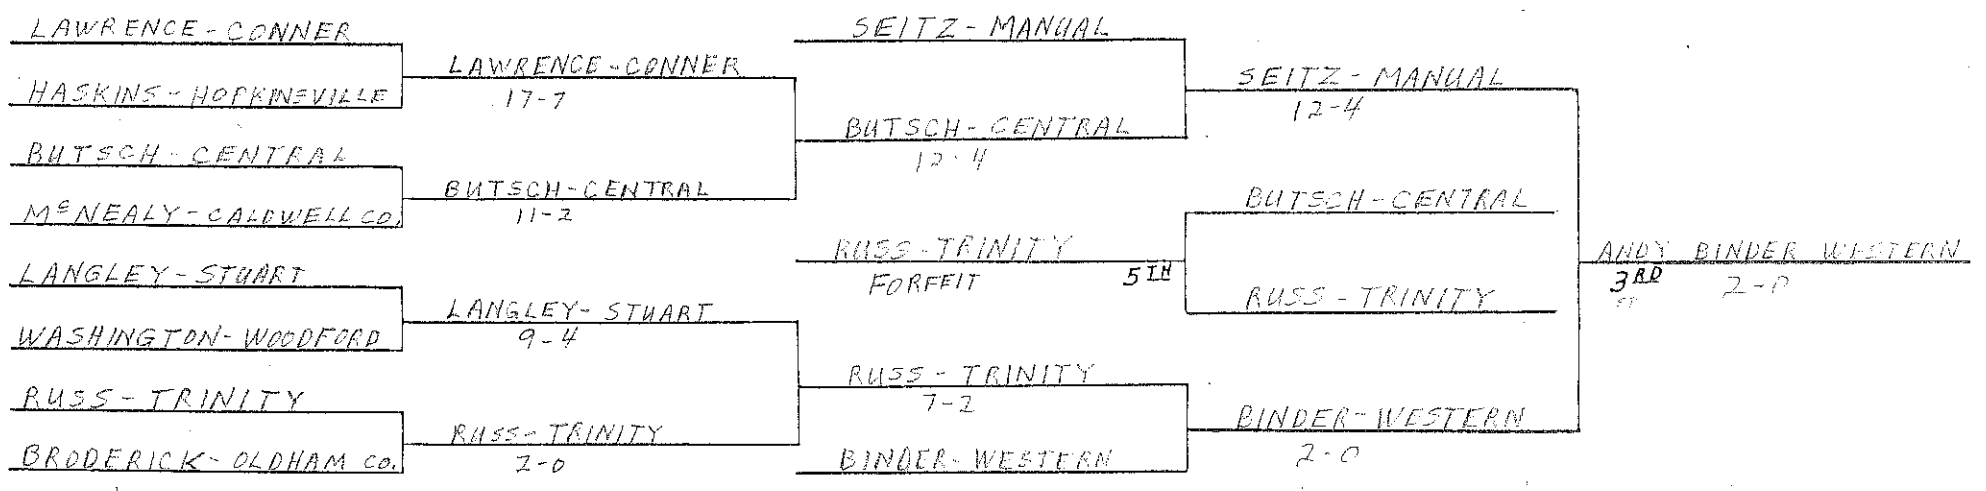 LAWRENCE-CONNER
HASKINS-HOPKINSVILLE
BUTSCH-CENTRAL
McNEALY-CALDWELL CO.
LANGLEY-STUART
WASHINGTON-WOODFORD
RUSS-TRINITY
BRODERICK-OLDHAM CO.
LAWRENCE-CONNER
17-7
BUTSCH-CENTRAL
11-2
LANGLEY-STUART
9-4
RUSS-TRINITY
2-0
SEITZ-MANUAL
BUTSCH-CENTRAL
12-4
RUSS-TRINITY
FORFEIT
5TH
RUSS-TRINITY
7-2
BINDER-WESTERN
SEITZ-MANUAL
12-4
BUTSCH-CENTRAL
RUSS-TRINITY
BINDER-WESTERN
2-0
ANDY BINDER WESTERN
3RD
2-0